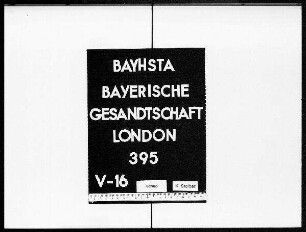 BAYHSTA
BAYERISCHE
GESANDTSCHAFT
LONDON
395
V-16